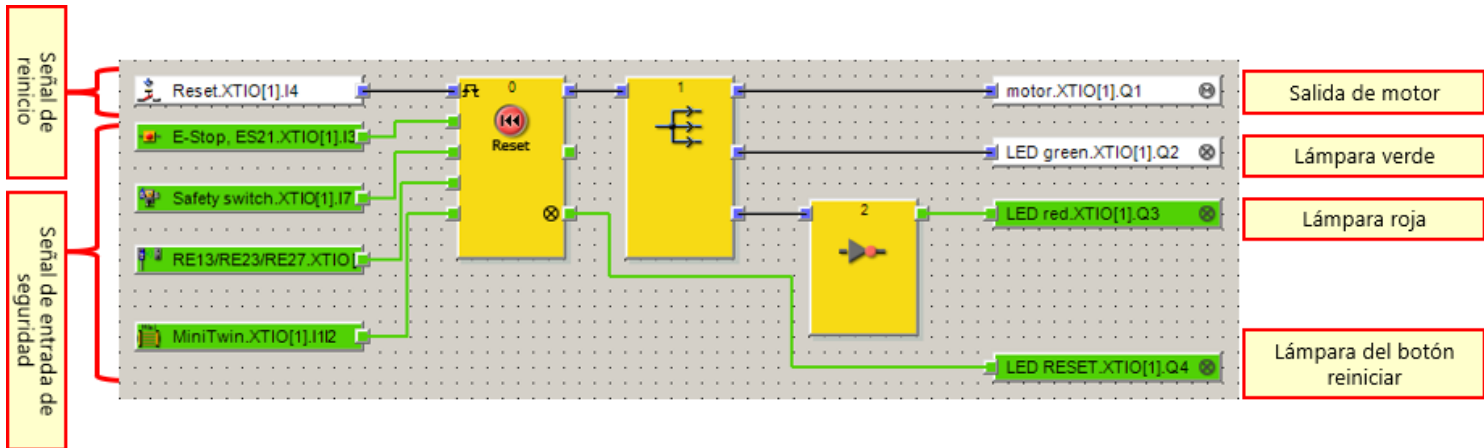 Señal de
reinicio
Señal de entrada de
seguridad
Reset.XTIO[1].I4
E-Stop, ES21.XTIO[1].I3
Safety switch.XTIO[1].I7
RE13/RE23/RE27.XTIO[
MiniTwin.XTIO[1].I1I2
0
Reset
1
2
motor.XTIO[1].Q1
LED green.XTIO[1].Q2
LED red.XTIO[1].Q3
LED RESET.XTIO[1].Q4
Salida de motor
Lámpara verde
Lámpara roja
Lámpara del botón
reiniciar